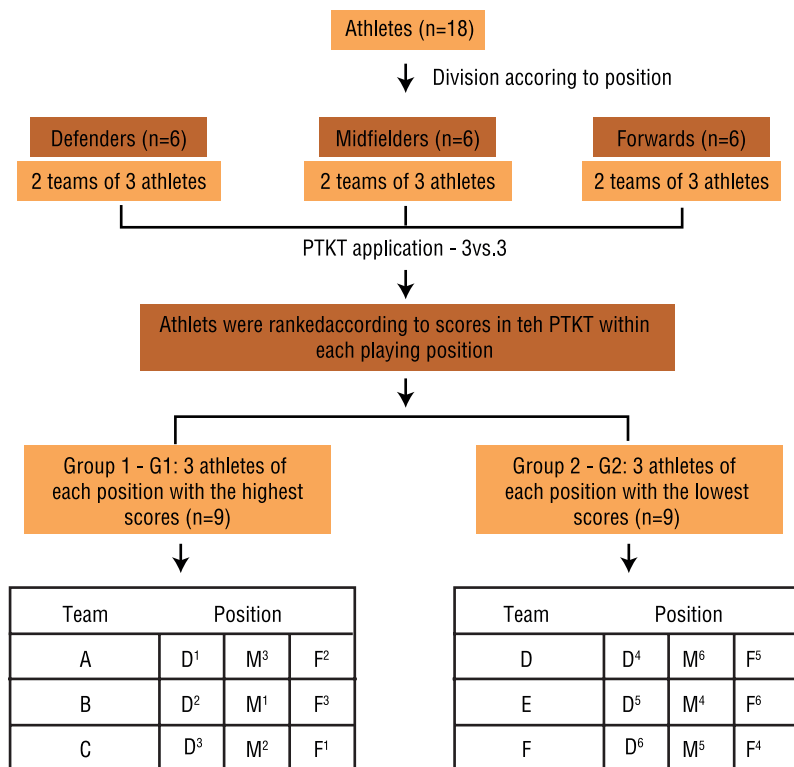 Athletes (n=18)
Division accoring to position
Defenders (n=6) Midfielders (n=6) Forwards (n=6)
2 teams of 3 athletes 2 teams of 3 athletes 2 teams of 3 athletes
PTKT application - 3vs.3
Athlets were rankedaccording to scores in teh PTKT within
each playing position
Group 1 - G1: 3 athletes of
each position with the highest
scores (n=9)
Group 2 - G2: 3 athletes of
each position with the lowest
scores (n=9)
Team Position
A D¹ M³ F²
B D² M¹ F³
C D³ M² F¹
Team Position
D D⁴ M⁶ F⁵
E D⁵ M⁴ F⁶
F D⁶ M⁵ F⁴